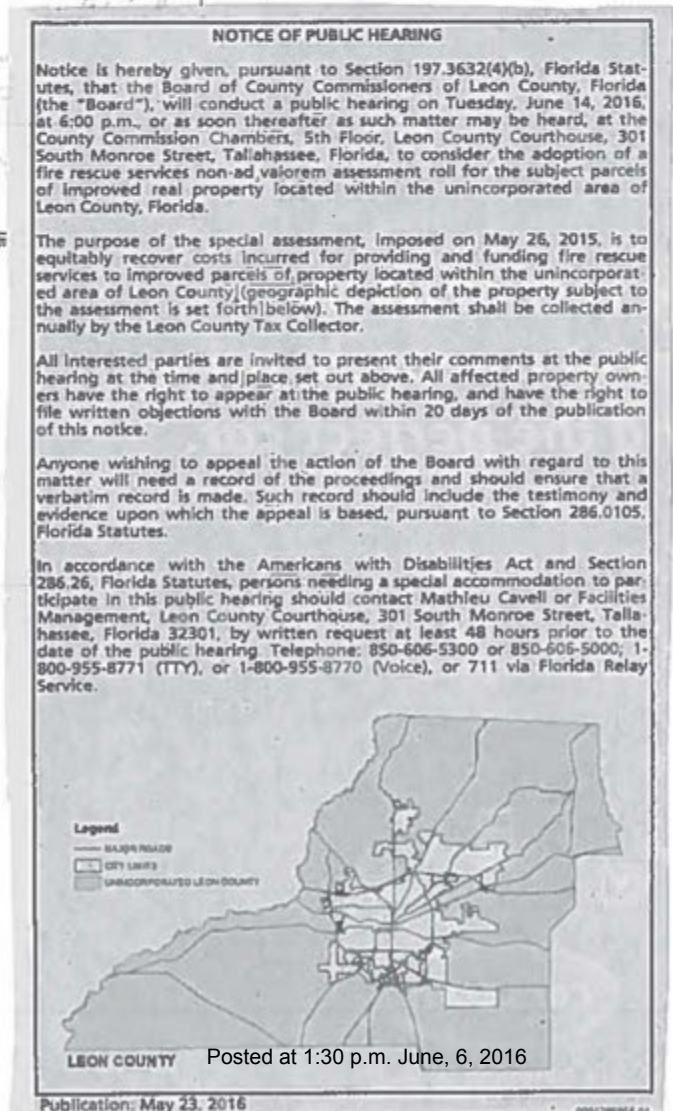 NOTICE OF PUBLIC HEARING
Notice is hereby given, pursuant to Section 197.3632(4)(b), Florida Stat-
utes, that the Board of County Commissioners of Leon County, Florida
(the "Board"), will conduct a public hearing on Tuesday, June 14, 2016,
at 6:00 p.m., or as soon thereafter as such matter may be heard, at the
County Commission Chambers, 5th Floor, Leon County Courthouse, 301
South Monroe Street, Tallahassee, Florida, to consider the adoption of a
fire rescue services non-ad valorem assessment roll for the subject parcels
of improved real property located within the unincorporated area of
Leon County, Florida.
The purpose of the special assessment, imposed on May 26, 2015, is to
equitably recover costs incurred for providing and funding fire rescue
services to improved parcels of property located within the unincorporat-
ed area of Leon County (geographic depiction of the property subject to
the assessment is set forth below). The assessment shall be collected an-
nually by the Leon County Tax Collector.
All interested parties are invited to present their comments at the public
hearing at the time and place set out above. All affected property own-
ers have the right to appear at the public hearing, and have the right to
file written objections with the Board within 20 days of the publication
of this notice.
Anyone wishing to appeal the action of the Board with regard to this
matter will need a record of the proceedings and should ensure that a
verbatim record is made. Such record should include the testimony and
evidence upon which the appeal is based, pursuant to Section 286.0105,
Florida Statutes.
In accordance with the Americans with Disabilities Act and Section
286.26, Florida Statutes, persons needing a special accommodation to par-
ticipate in this public hearing should contact Mathieu Cavell or Facilities
Management, Leon County Courthouse, 301 South Monroe Street, Talla-
hassee, Florida 32301, by written request at least 48 hours prior to the
date of the public hearing. Telephone: 850-606-5300 or 850-606-5000; 1-
800-955-8771 (TTY), or 1-800-955-8770 (Voice), or 711 via Florida Relay
Service.
Legend
MAJOR ROADS
CITY LIMITS
UNINCORPORATED LEON COUNTY
LEON COUNTY
Posted at 1:30 p.m. June, 6, 2016
Publication: May 23, 2016